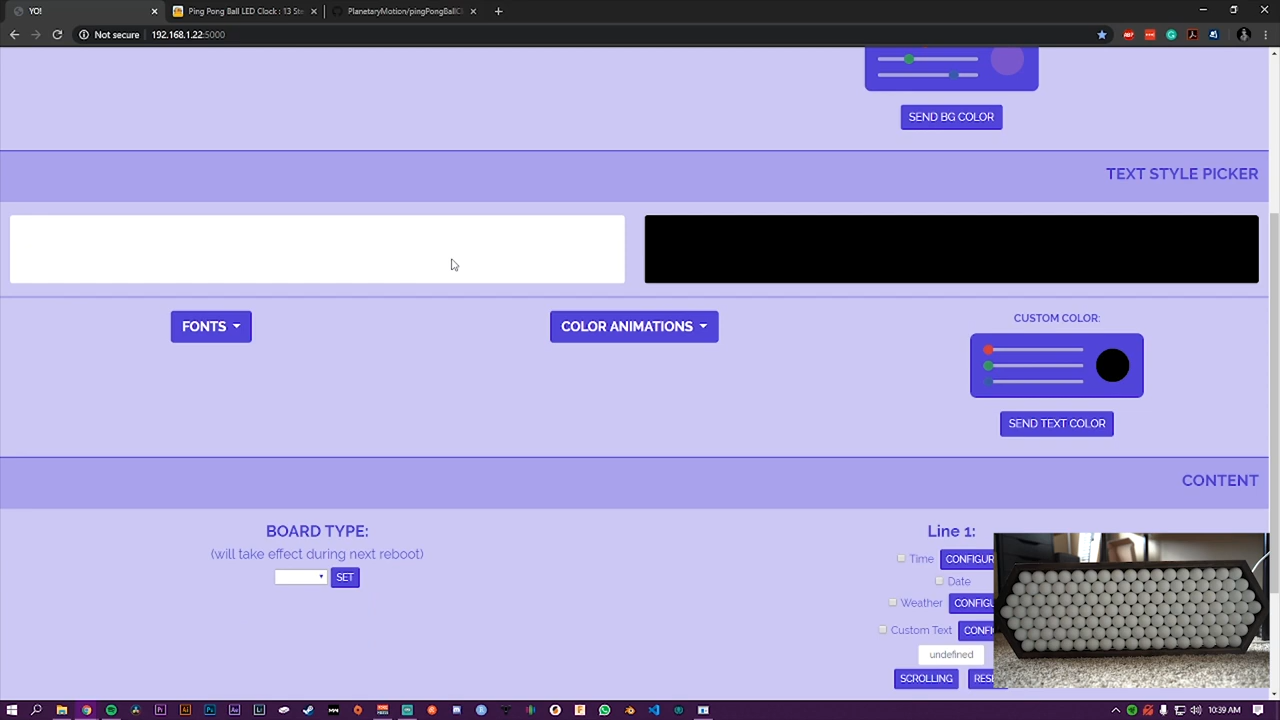 YO!
Ping Pong Ball LED Clock : 13 Ste
PlanetaryMotion/pingPongBallCl
Not secure
192.168.1.22:5000
SEND BG COLOR
TEXT STYLE PICKER
FONTS
COLOR ANIMATIONS
CUSTOM COLOR:
SEND TEXT COLOR
CONTENT
BOARD TYPE:
(will take effect during next reboot)
SET
Line 1:
Time CONFIGUR
Date
Weather CONFIGU
Custom Text CONFI
undefined
SCROLLING RES
10:39 AM